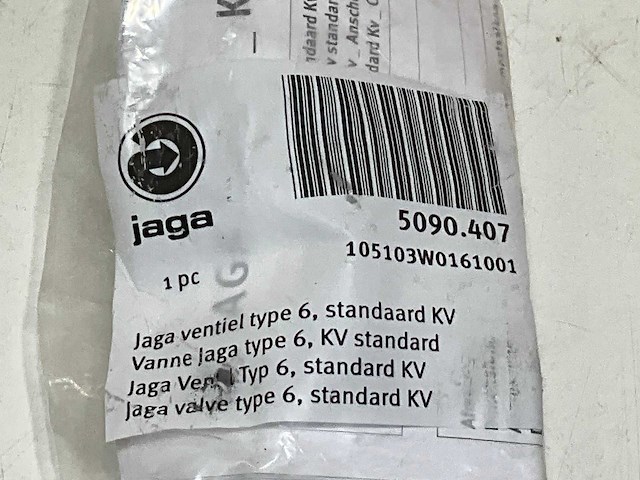 jaga
5090.407
105103W0161001
1 pc
Jaga ventiel type 6, standaard KV
Vanne Jaga type 6, KV standard
Jaga Typ 6, standard KV
Jaga valve type 6, standard KV